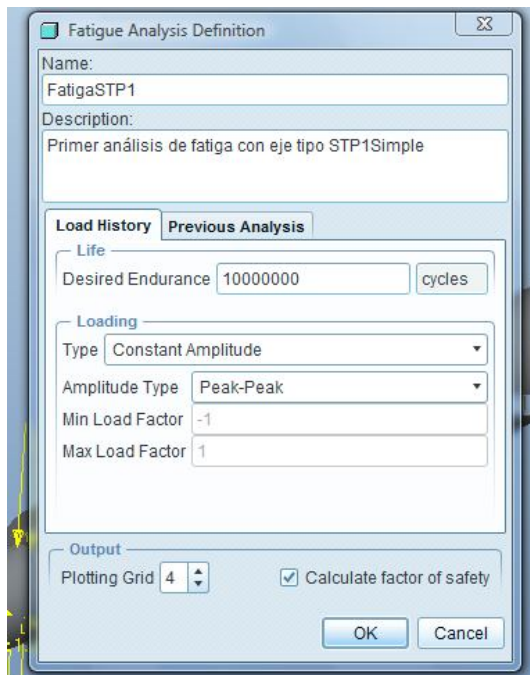 Fatigue Analysis Definition
Name:
FatigaSTP1
Description:
Primer análisis de fatiga con eje tipo STP1Simple
Load History Previous Analysis
Life
Desired Endurance 10000000 cycles
Loading
Type Constant Amplitude
Amplitude Type Peak-Peak
Min Load Factor -1
Max Load Factor 1
Output
Plotting Grid 4 Calculate factor of safety
OK Cancel